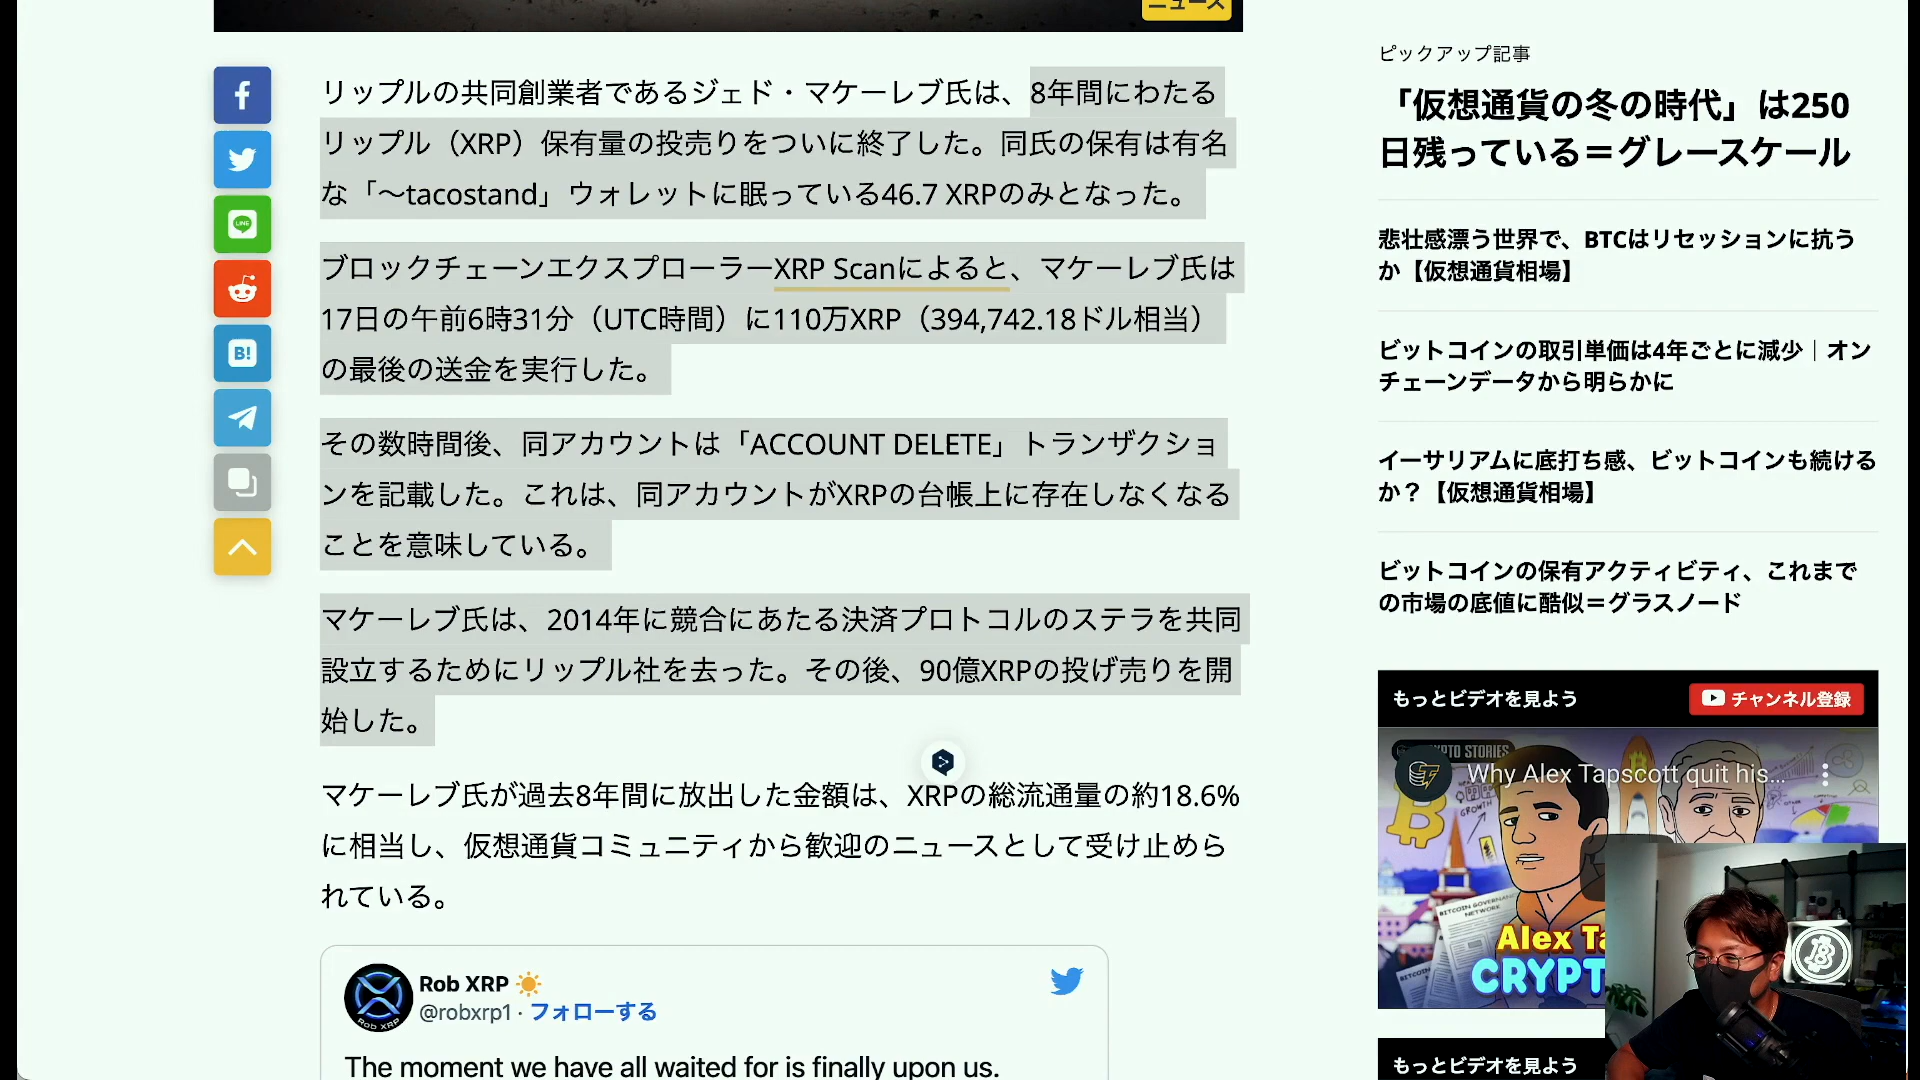 ニュース
リップルの共同創業者であるジェド・マケーレブ氏は、8年間にわたる
リップル（XRP）保有量の投売りをついに終了した。同氏の保有は有名
な「〜tacostand」ウォレットに眠っている46.7 XRPのみとなった。
ブロックチェーンエクスプローラーXRP Scanによると、マケーレブ氏は
17日の午前6時31分（UTC時間）に110万XRP（394,742.18ドル相当）
の最後の送金を実行した。
その数時間後、同アカウントは「ACCOUNT DELETE」トランザクショ
ンを記載した。これは、同アカウントがXRPの台帳上に存在しなくなる
ことを意味している。
マケーレブ氏は、2014年に競合にあたる決済プロトコルのステラを共同
設立するためにリップル社を去った。その後、90億XRPの投げ売りを開
始した。
マケーレブ氏が過去8年間に放出した金額は、XRPの総流通量の約18.6%
に相当し、仮想通貨コミュニティから歓迎のニュースとして受け止めら
れている。
Rob XRP
@robxrp1 · フォローする
The moment we have all waited for is finally upon us.
LINE
B!
ピックアップ記事
「仮想通貨の冬の時代」は250
日残っている＝グレースケール
悲壮感漂う世界で、BTCはリセッションに抗う
か【仮想通貨相場】
ビットコインの取引単価は4年ごとに減少｜オン
チェーンデータから明らかに
イーサリアムに底打ち感、ビットコインも続ける
か？【仮想通貨相場】
ビットコインの保有アクティビティ、これまで
の市場の底値に酷似＝グラスノード
もっとビデオを見よう
チャンネル登録
Why Alex Tapscott quit his...
GROWTH
BITCOIN GOVERNAN
NETWORK
Alex Ta
CRYPT
もっとビデオを見よう